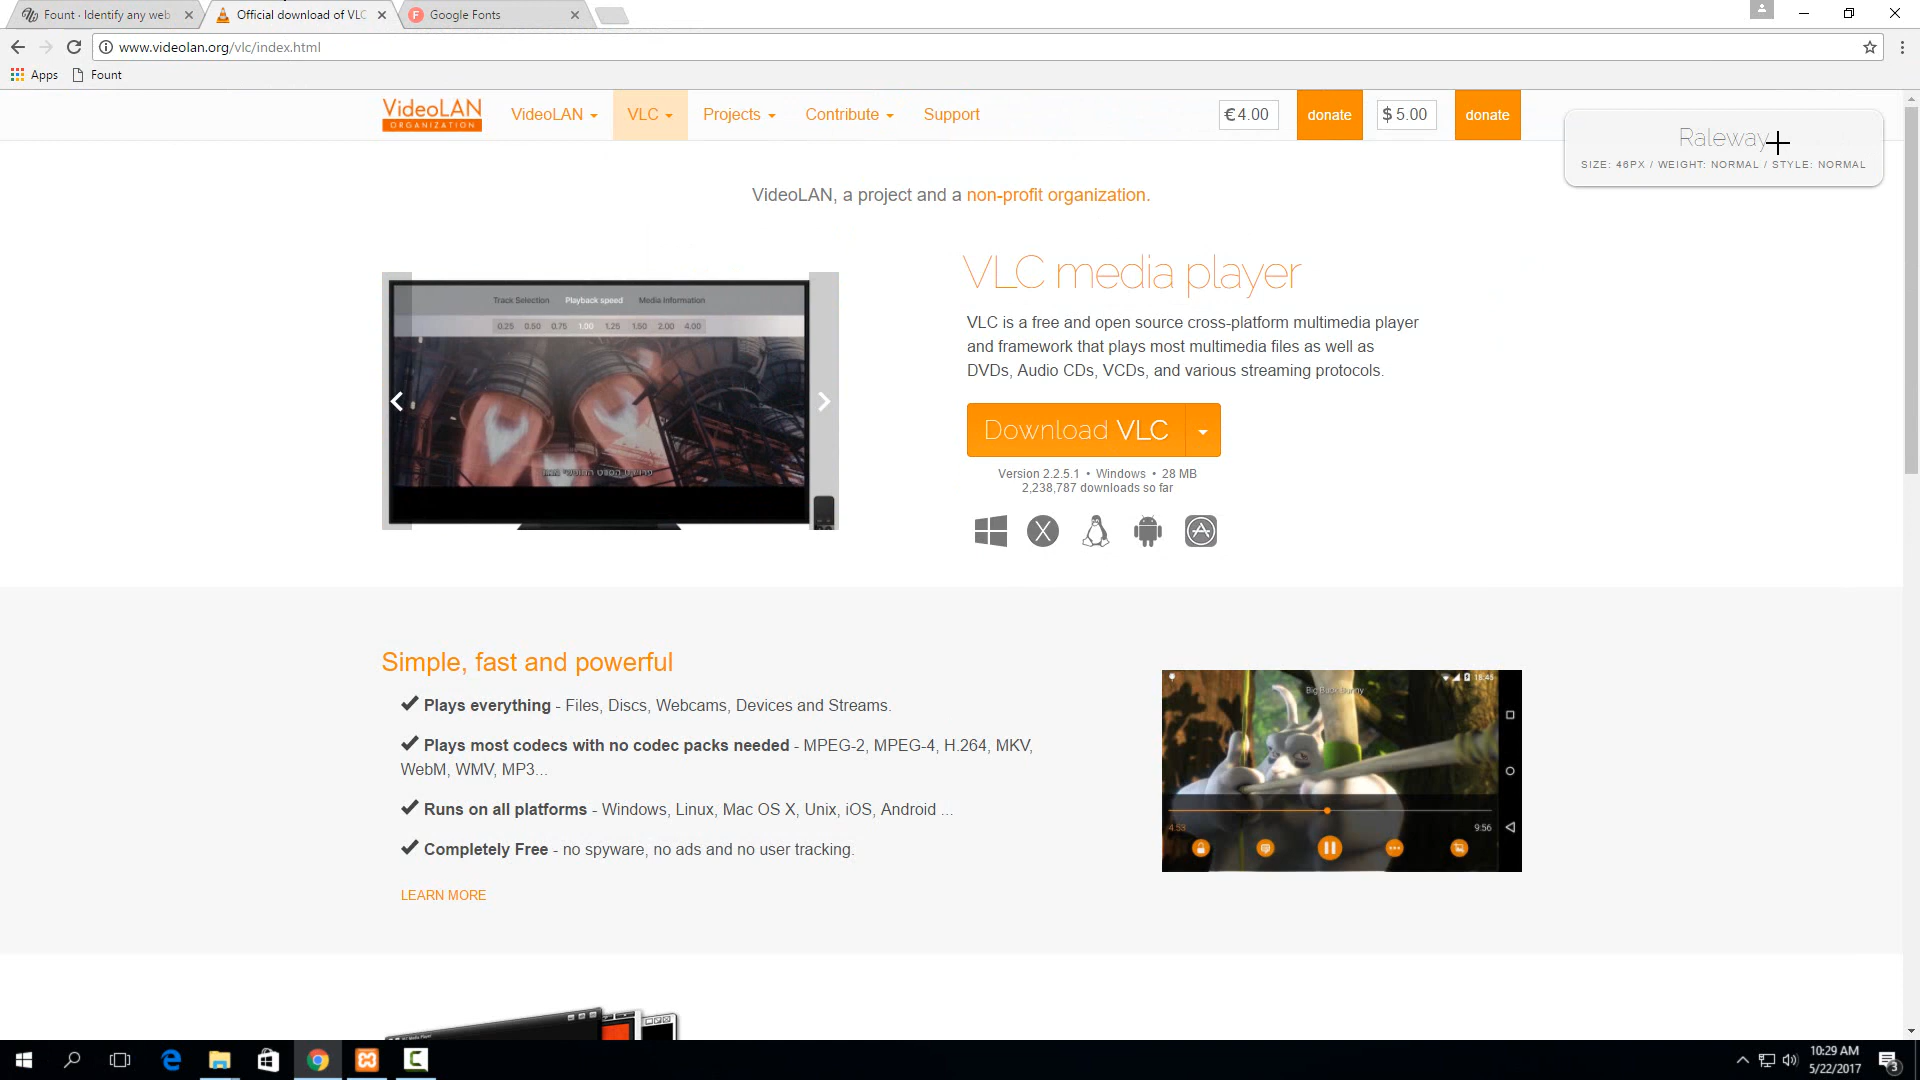 Fount · Identify any web
Official download of VLC
Google Fonts
www.videolan.org/vlc/index.html
Apps
Fount
VideoLAN
ORGANIZATION
VideoLAN
VLC
Projects
Contribute
Support
€ 4.00
donate
$ 5.00
donate
Raleway
SIZE: 46PX / WEIGHT: NORMAL / STYLE: NORMAL
VideoLAN, a project and a non-profit organization.
Track Selection
Playback speed
Media Information
0.25 0.50 0.75 1.00 1.25 1.50 2.00 4.00
VLC media player
VLC is a free and open source cross-platform multimedia player
and framework that plays most multimedia files as well as
DVDs, Audio CDs, VCDs, and various streaming protocols.
Download VLC
Version 2.2.5.1 • Windows • 28 MB
2,238,787 downloads so far
Simple, fast and powerful
Plays everything - Files, Discs, Webcams, Devices and Streams.
Plays most codecs with no codec packs needed - MPEG-2, MPEG-4, H.264, MKV,
WebM, WMV, MP3...
Runs on all platforms - Windows, Linux, Mac OS X, Unix, iOS, Android ...
Completely Free - no spyware, no ads and no user tracking.
LEARN MORE
18:45
Big Buck Bunny
4:53
9:56
10:29 AM
5/22/2017
3